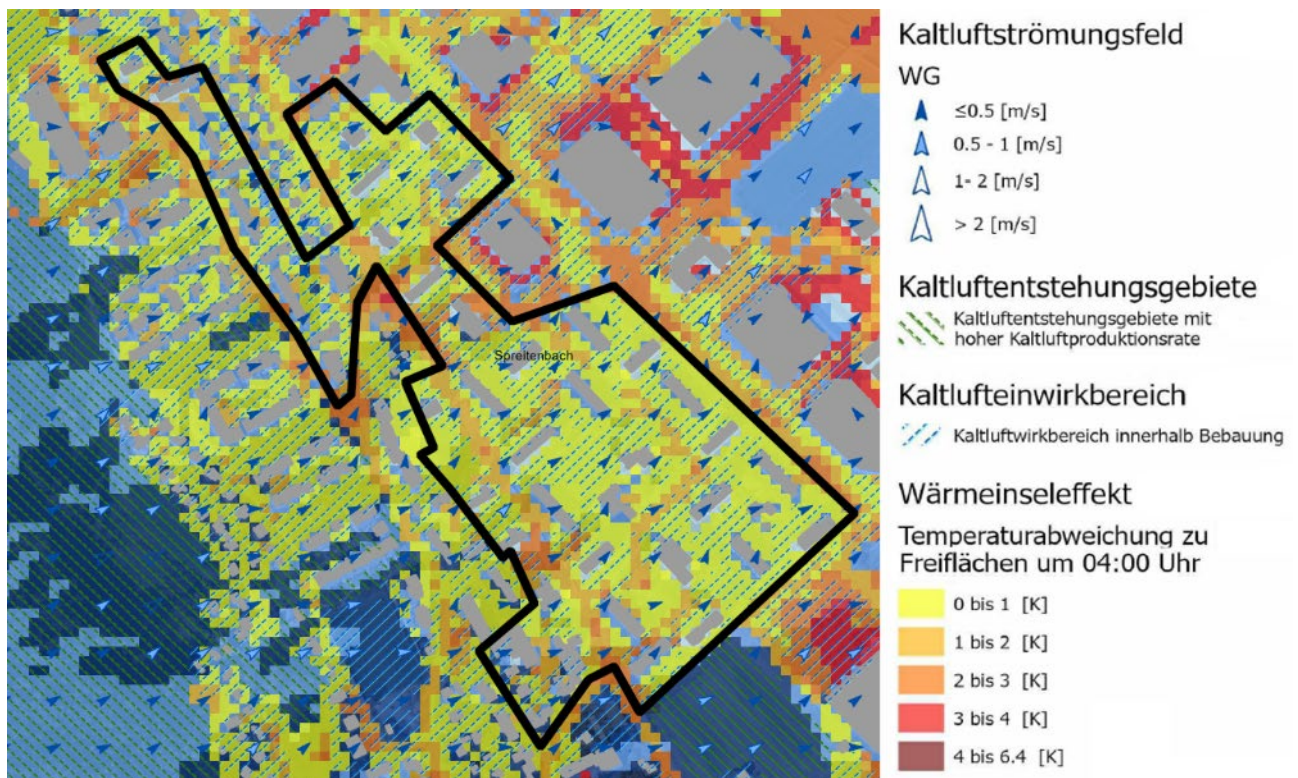 Spreitenbach
Kaltluftströmungsfeld
WG
≤0.5 [m/s]
0.5 - 1 [m/s]
1- 2 [m/s]
> 2 [m/s]
Kaltluftentstehungsgebiete
Kaltluftentstehungsgebiete mit
hoher Kaltluftproduktionsrate
Kaltlufteinwirkbereich
Kaltluftwirkbereich innerhalb Bebauung
Wärmeinseleffekt
Temperaturabweichung zu
Freiflächen um 04:00 Uhr
0 bis 1 [K]
1 bis 2 [K]
2 bis 3 [K]
3 bis 4 [K]
4 bis 6.4 [K]